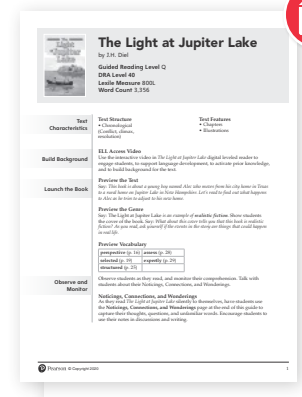 The Light at Jupiter Lake
by J.H. Diel
Guided Reading Level Q
DRA Level 40
Lexile Measure 800L
Word Count 3,356
Text
Characteristics
Text Structure
• Chronological
(Conflict, climax,
resolution)
Text Features
• Chapters
• Illustrations
Build Background
ELL Access Video
Use the interactive video in The Light at Jupiter Lake digital leveled reader to
engage students, to support language development, to activate prior knowledge,
and to build background for the text.
Launch the Book
Preview the Text
Say: This book is about a young boy named Alex who moves from his city home in Texas
to a rural home on Jupiter Lake in New Hampshire. Let's read to find out what happens
to Alex as he tries to adjust to his new home.
Preview the Genre
Say: The Light at Jupiter Lake is an example of realistic fiction. Show students
the cover of the book. Say: What about this cover tells you that this book is realistic
fiction? As you read, ask yourself if the events in the story are things that could happen
in real life.
Preview Vocabulary
perspective (p. 16) assess (p. 28)
selected (p. 19) expertly (p. 29)
structured (p. 25)
Observe and
Monitor
Observe students as they read, and monitor their comprehension. Talk with
students about their Noticings, Connections, and Wonderings.
Noticings, Connections, and Wonderings
As they read The Light at Jupiter Lake silently to themselves, have students use
the Noticings, Connections, and Wonderings page at the end of this guide to
capture their thoughts, questions, and unfamiliar words. Encourage students to
use their notes in discussions and writing.
Pearson © Copyright 2020
1